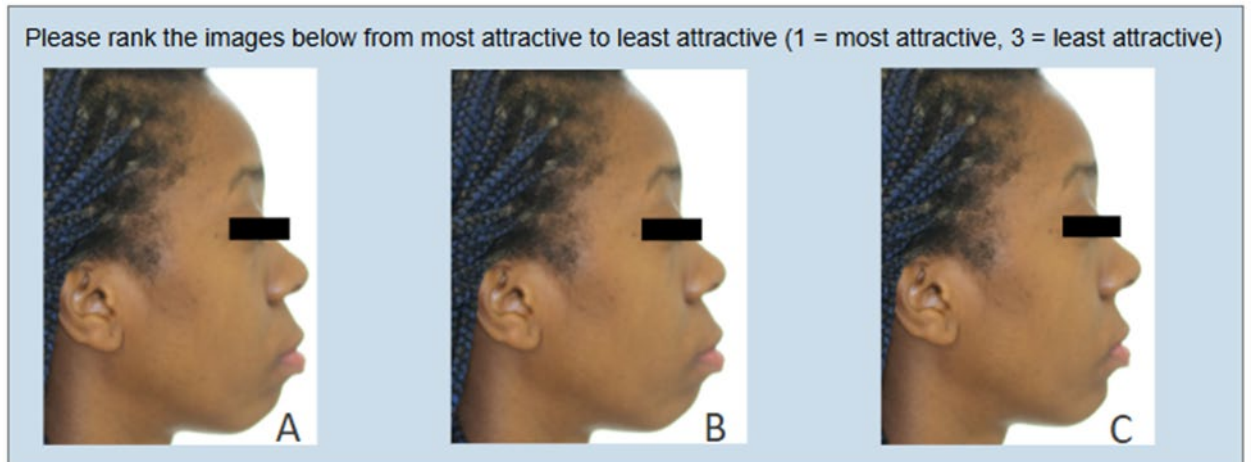 Please rank the images below from most attractive to least attractive (1 = most attractive, 3 = least attractive)
A
B
C